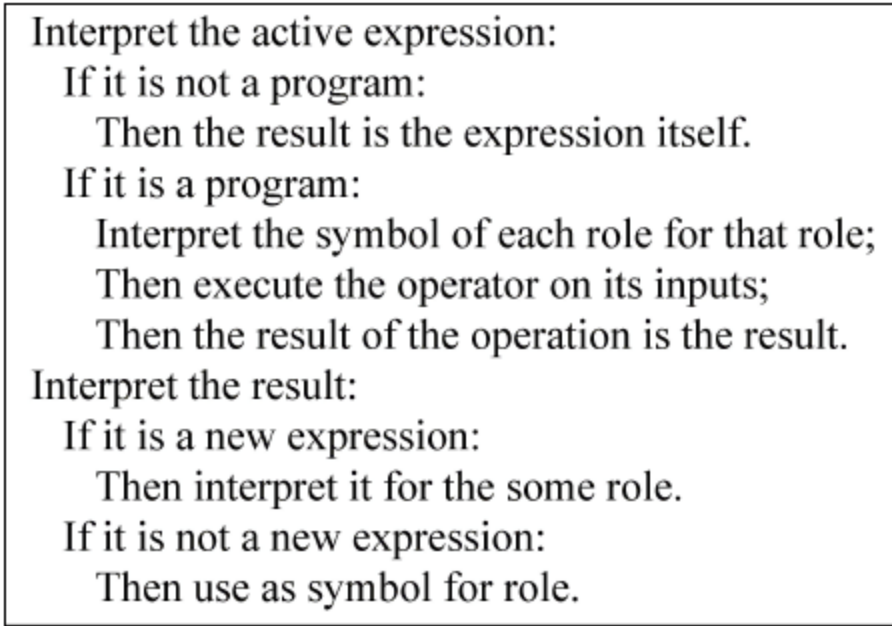 Interpret the active expression:
If it is not a program:
Then the result is the expression itself.
If it is a program:
Interpret the symbol of each role for that role;
Then execute the operator on its inputs;
Then the result of the operation is the result.
Interpret the result:
If it is a new expression:
Then interpret it for the some role.
If it is not a new expression:
Then use as symbol for role.